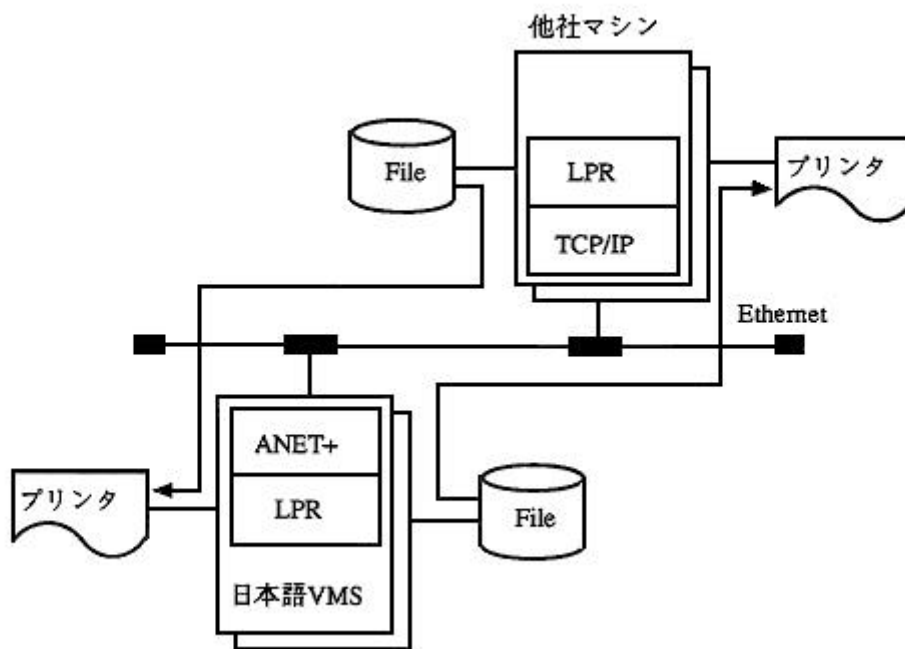 他社マシン
File
LPR
プリンタ
TCP/IP
Ethernet
ANET+
プリンタ
LPR
File
日本語VMS